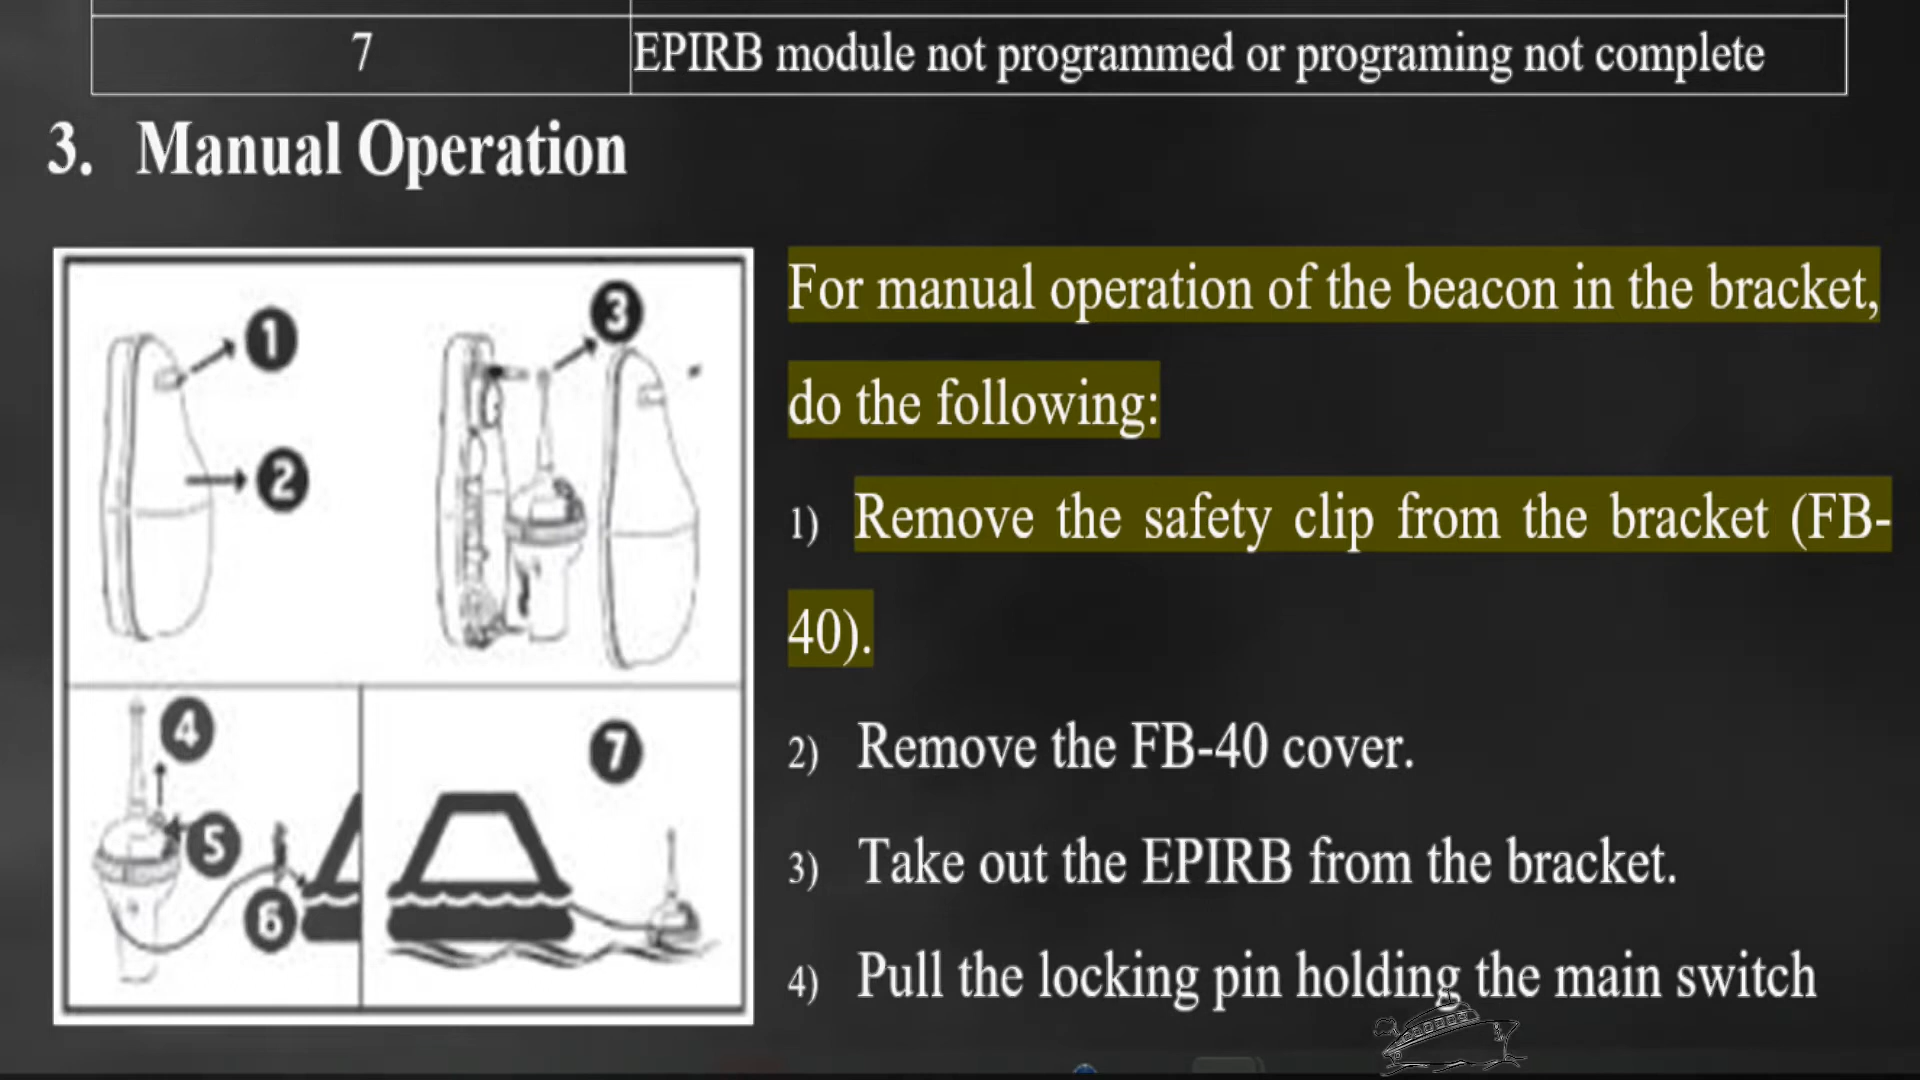 7 EPIRB module not programmed or programing not complete
3. Manual Operation
1
2
3
4
5
6
7
For manual operation of the beacon in the bracket,
do the following:
1) Remove the safety clip from the bracket (FB-
40).
2) Remove the FB-40 cover.
3) Take out the EPIRB from the bracket.
4) Pull the locking pin holding the main switch